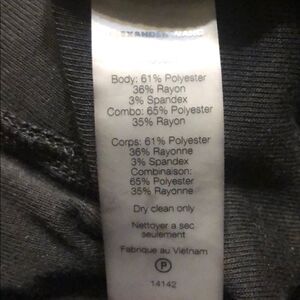 Body: 61% Polyester
36% Rayon
3% Spandex
Combo: 65% Polyester
35% Rayon
Corps: 61% Polyester
36% Rayonne
3% Spandex
Combinaison:
65% Polyester
35% Rayonne
Dry clean only
Nettoyer a sec
seulement
Fabrique au Vietnam
P
14142